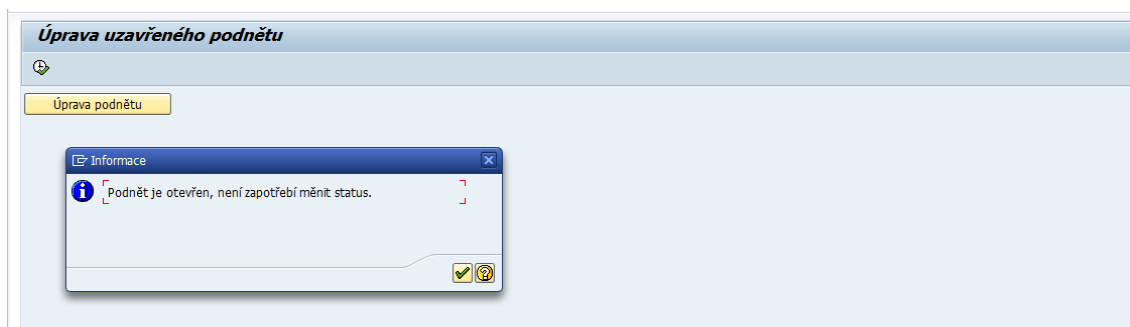 Úprava uzavřeného podnětu
Úprava podnětu
Informace
Podnět je otevřen, není zapotřebí měnit status.